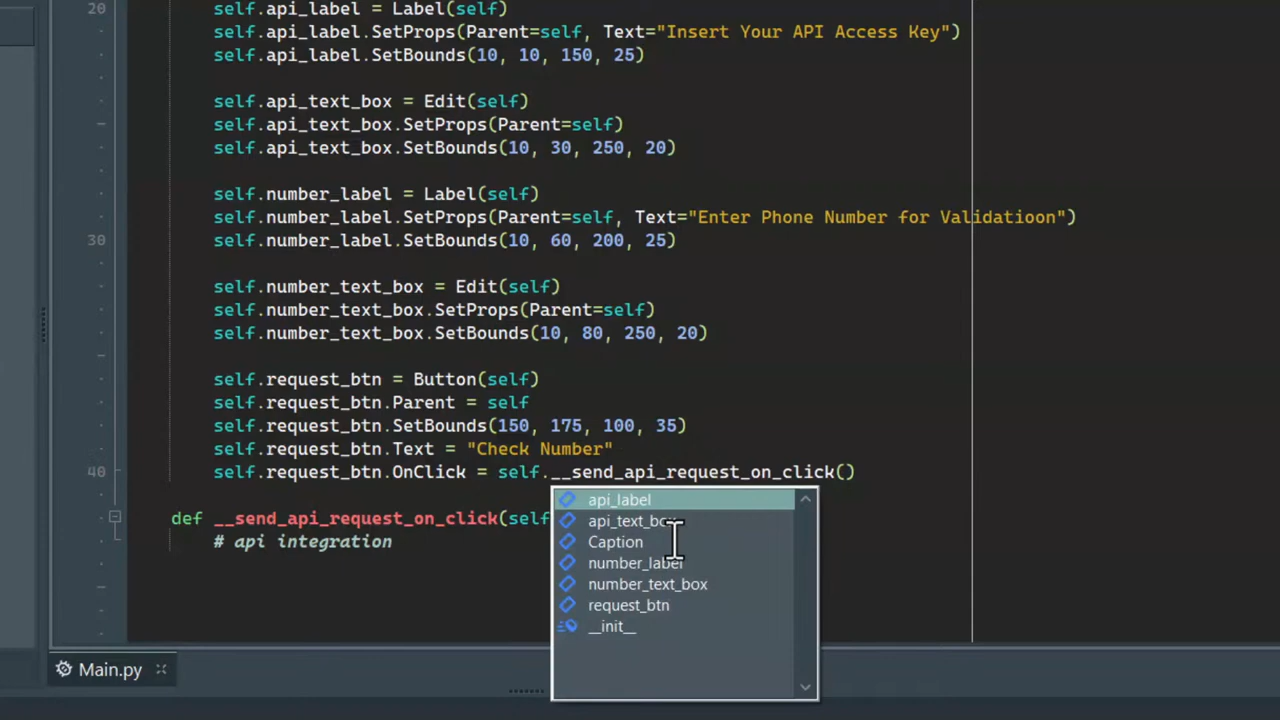 20 self.api_label = Label(self)
self.api_label.SetProps(Parent=self, Text="Insert Your API Access Key")
self.api_label.SetBounds(10, 10, 150, 25)
self.api_text_box = Edit(self)
self.api_text_box.SetProps(Parent=self)
self.api_text_box.SetBounds(10, 30, 250, 20)
self.number_label = Label(self)
self.number_label.SetProps(Parent=self, Text="Enter Phone Number for Validatioon")
30 self.number_label.SetBounds(10, 60, 200, 25)
self.number_text_box = Edit(self)
self.number_text_box.SetProps(Parent=self)
self.number_text_box.SetBounds(10, 80, 250, 20)
self.request_btn = Button(self)
self.request_btn.Parent = self
self.request_btn.SetBounds(150, 175, 100, 35)
self.request_btn.Text = "Check Number"
40 self.request_btn.OnClick = self.__send_api_request_on_click()
def __send_api_request_on_click(self
# api integration
api_label
api_text_box
Caption
number_label
number_text_box
request_btn
__init__
Main.py